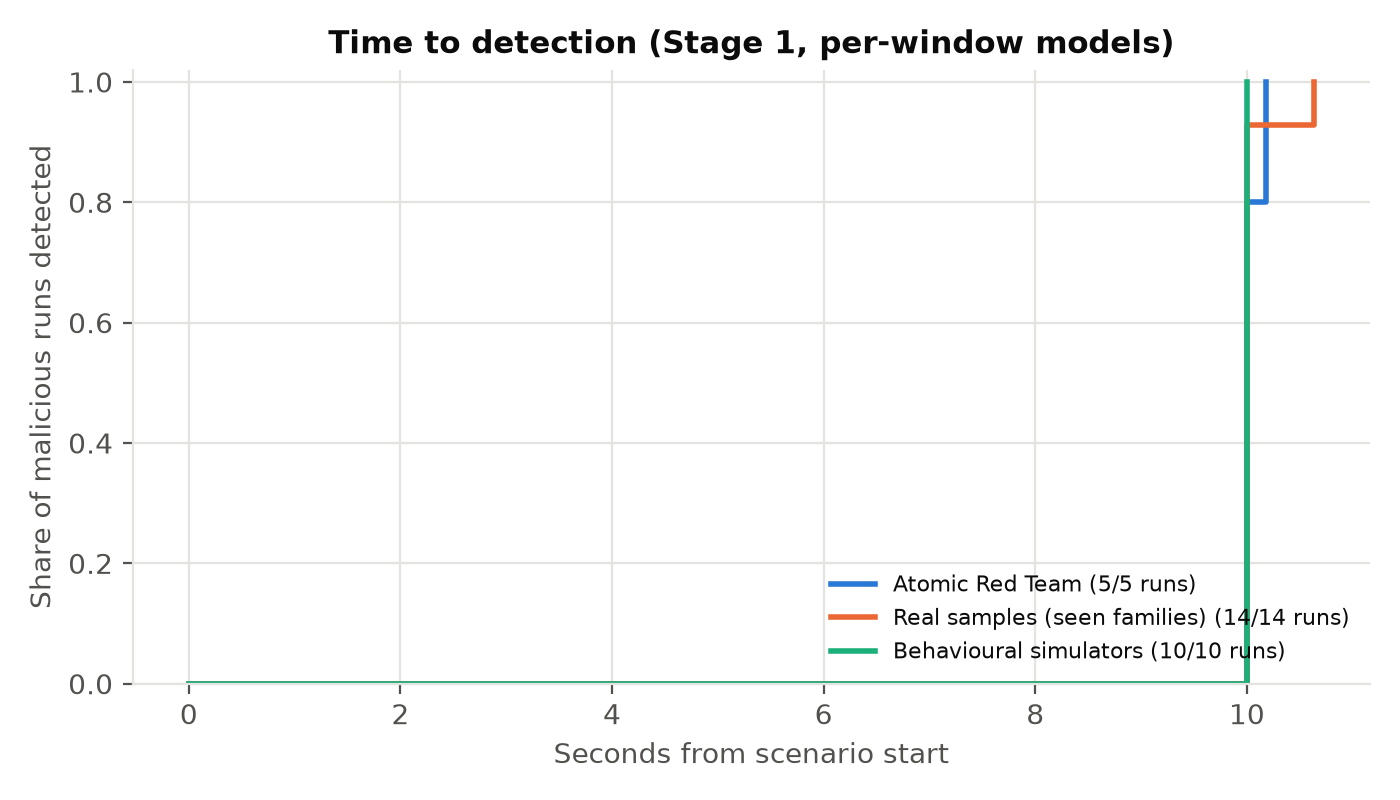 Time to detection (Stage 1, per-window models)
Share of malicious runs detected
1.0
0.8
0.6
0.4
0.2
0.0
Atomic Red Team (5/5 runs)
Real samples (seen families) (14/14 runs)
Behavioural simulators (10/10 runs)
0 2 4 6 8 10
Seconds from scenario start